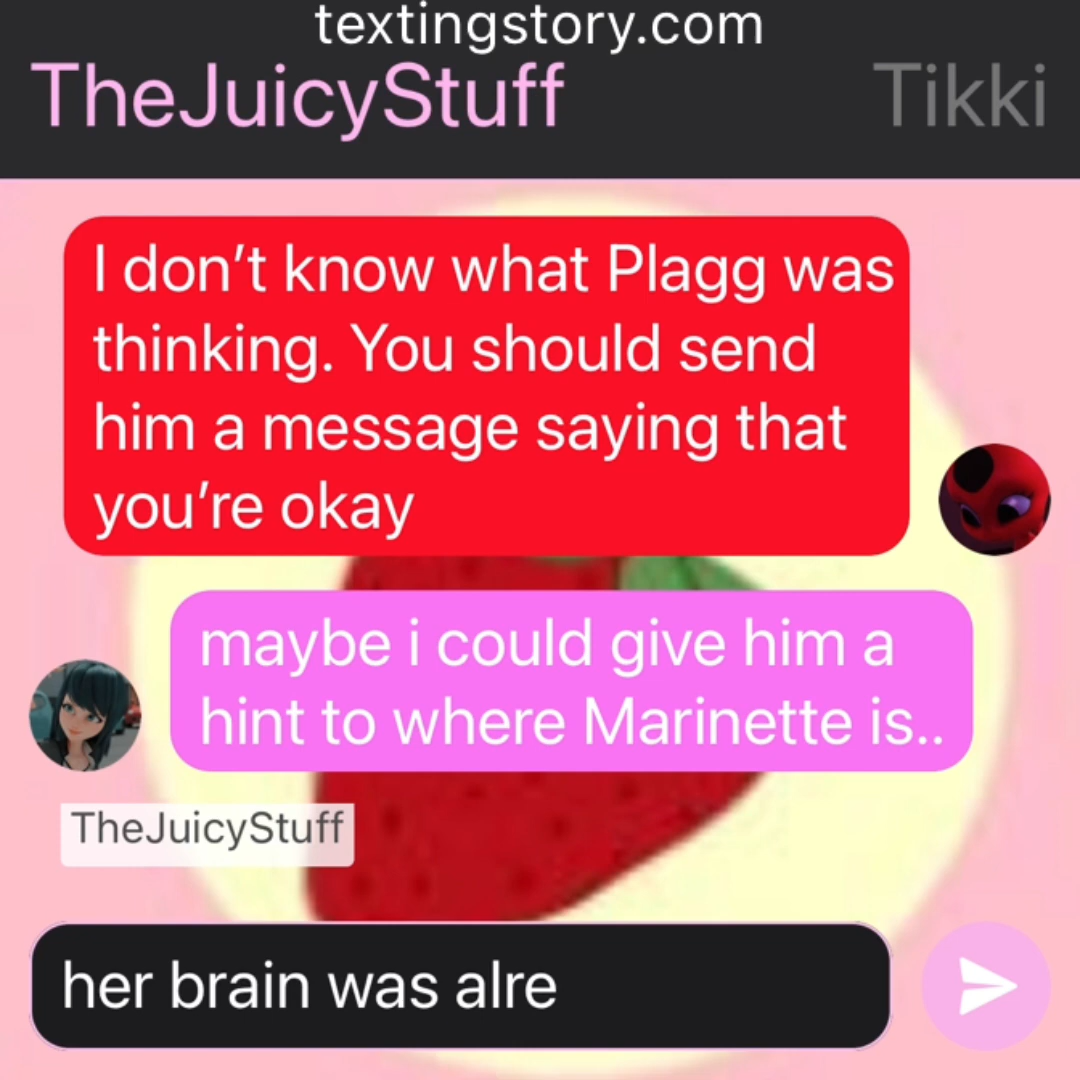 textingstory.com
TheJuicyStuff Tikki
I don’t know what Plagg was
thinking. You should send
him a message saying that
you’re okay
maybe i could give him a
hint to where Marinette is..
TheJuicyStuff
her brain was alre